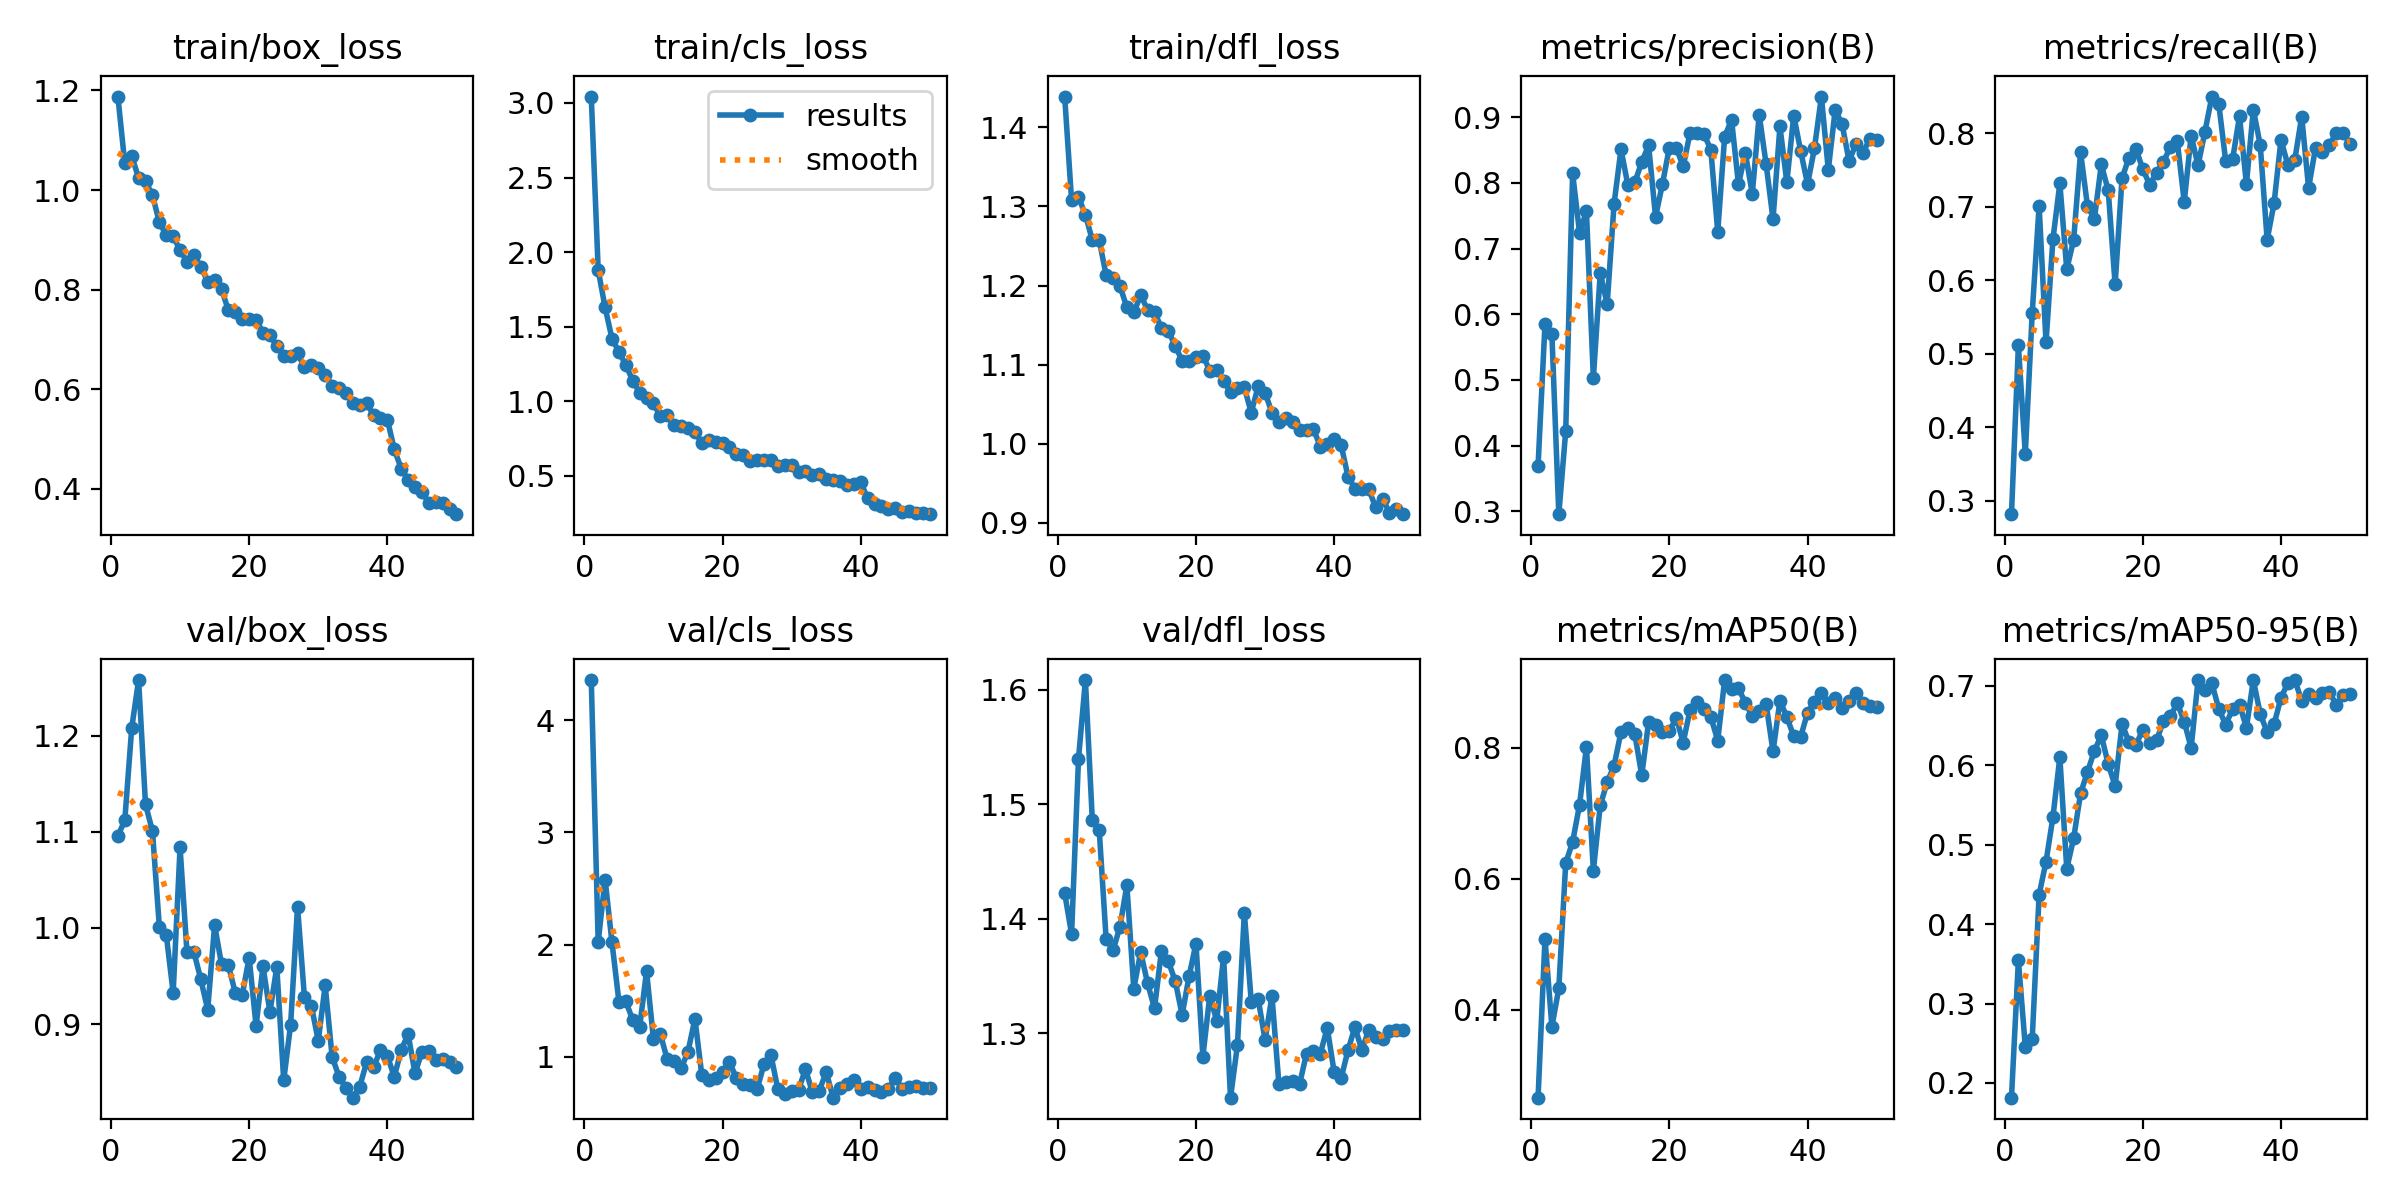 train/box_loss
1.2
1.0
0.8
0.6
0.4
0 20 40
train/cls_loss
results
smooth
3.0
2.5
2.0
1.5
1.0
0.5
0 20 40
train/dfl_loss
1.4
1.3
1.2
1.1
1.0
0.9
0 20 40
metrics/precision(B)
0.9
0.8
0.7
0.6
0.5
0.4
0.3
0 20 40
metrics/recall(B)
0.8
0.7
0.6
0.5
0.4
0.3
0 20 40
val/box_loss
1.2
1.1
1.0
0.9
0 20 40
val/cls_loss
4
3
2
1
0 20 40
val/dfl_loss
1.6
1.5
1.4
1.3
0 20 40
metrics/mAP50(B)
0.8
0.6
0.4
0 20 40
metrics/mAP50-95(B)
0.7
0.6
0.5
0.4
0.3
0.2
0 20 40